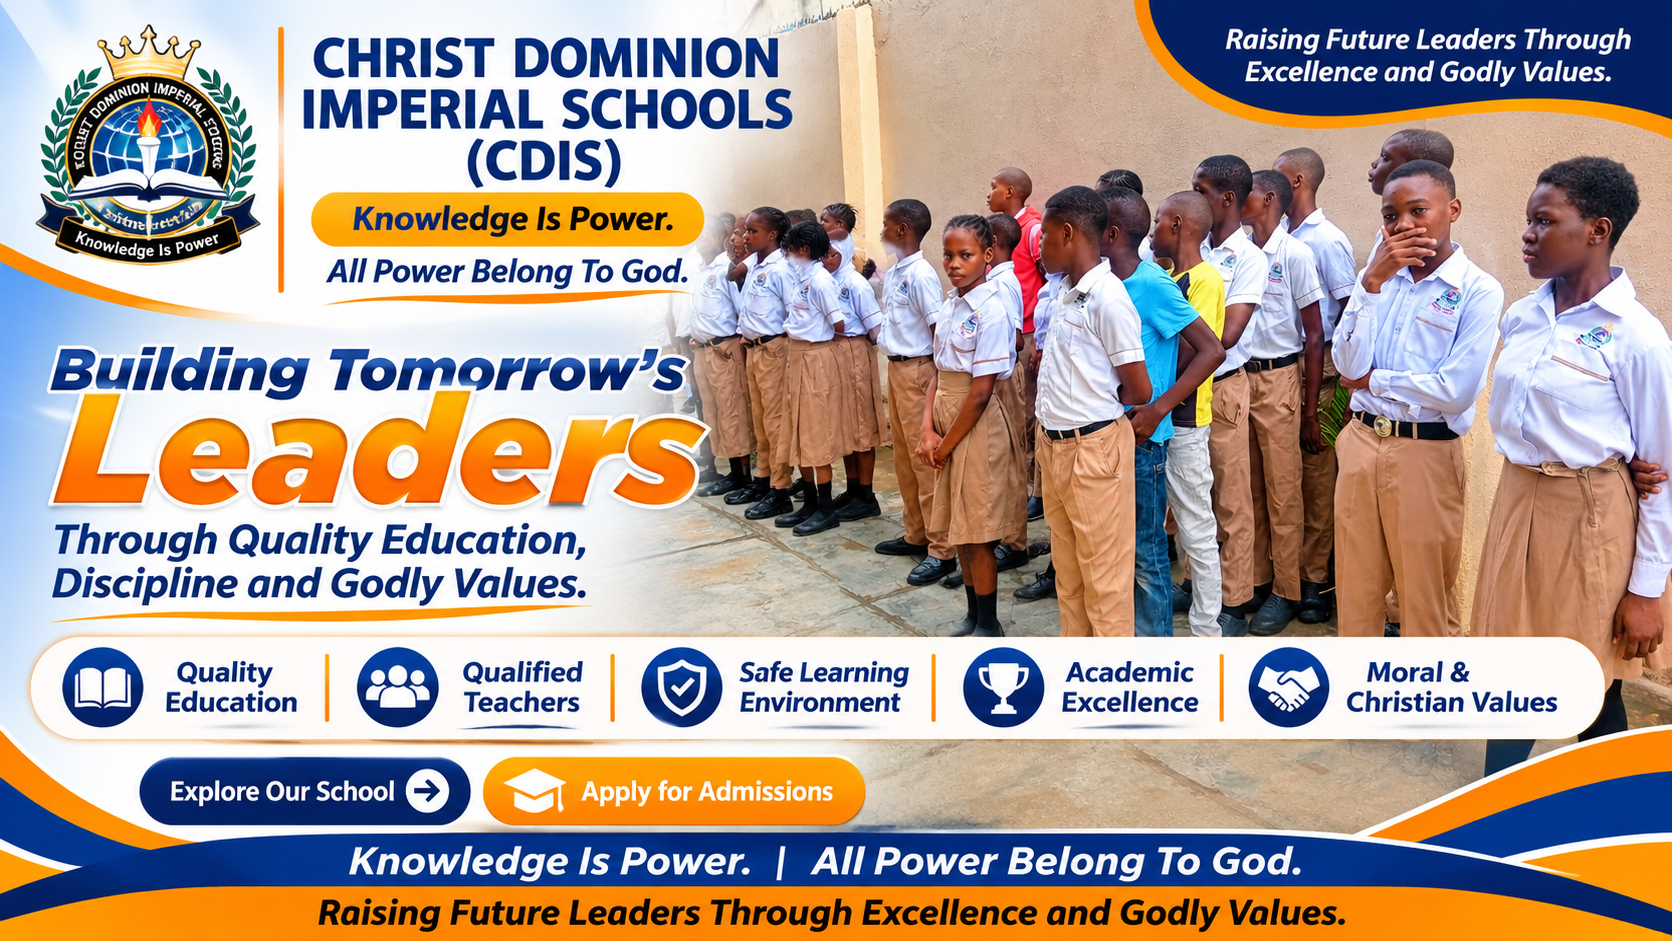 CHRIST DOMINION
IMPERIAL SCHOOLS
(CDIS)
Knowledge Is Power.
All Power Belong To God.
DOMINION IMPERIAL
Knowledge Is Power
Raising Future Leaders Through
Excellence and Godly Values.
Building Tomorrow's
Leaders
Through Quality Education,
Discipline and Godly Values.
Quality
Education
Qualified
Teachers
Safe Learning
Environment
Academic
Excellence
Moral &
Christian Values
Explore Our School
Apply for Admissions
Knowledge Is Power. | All Power Belong To God.
Raising Future Leaders Through Excellence and Godly Values.